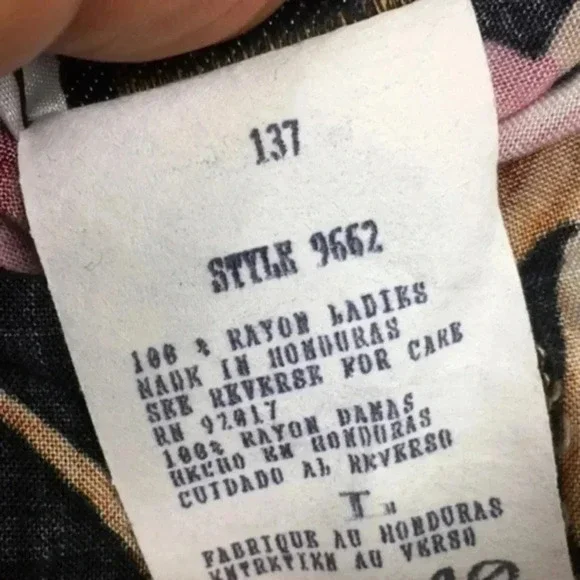 137
STYLE 9662
100 % RAYON LADIES
MADE IN HONDURAS
SEE REVERSE FOR CARE
RN 92017
100% RAYON DAMAS
HECHO EN HONDURAS
CUIDADO AL REVERSO
FABRIQUE AU HONDURAS
ENTRETIEN AU VERSO